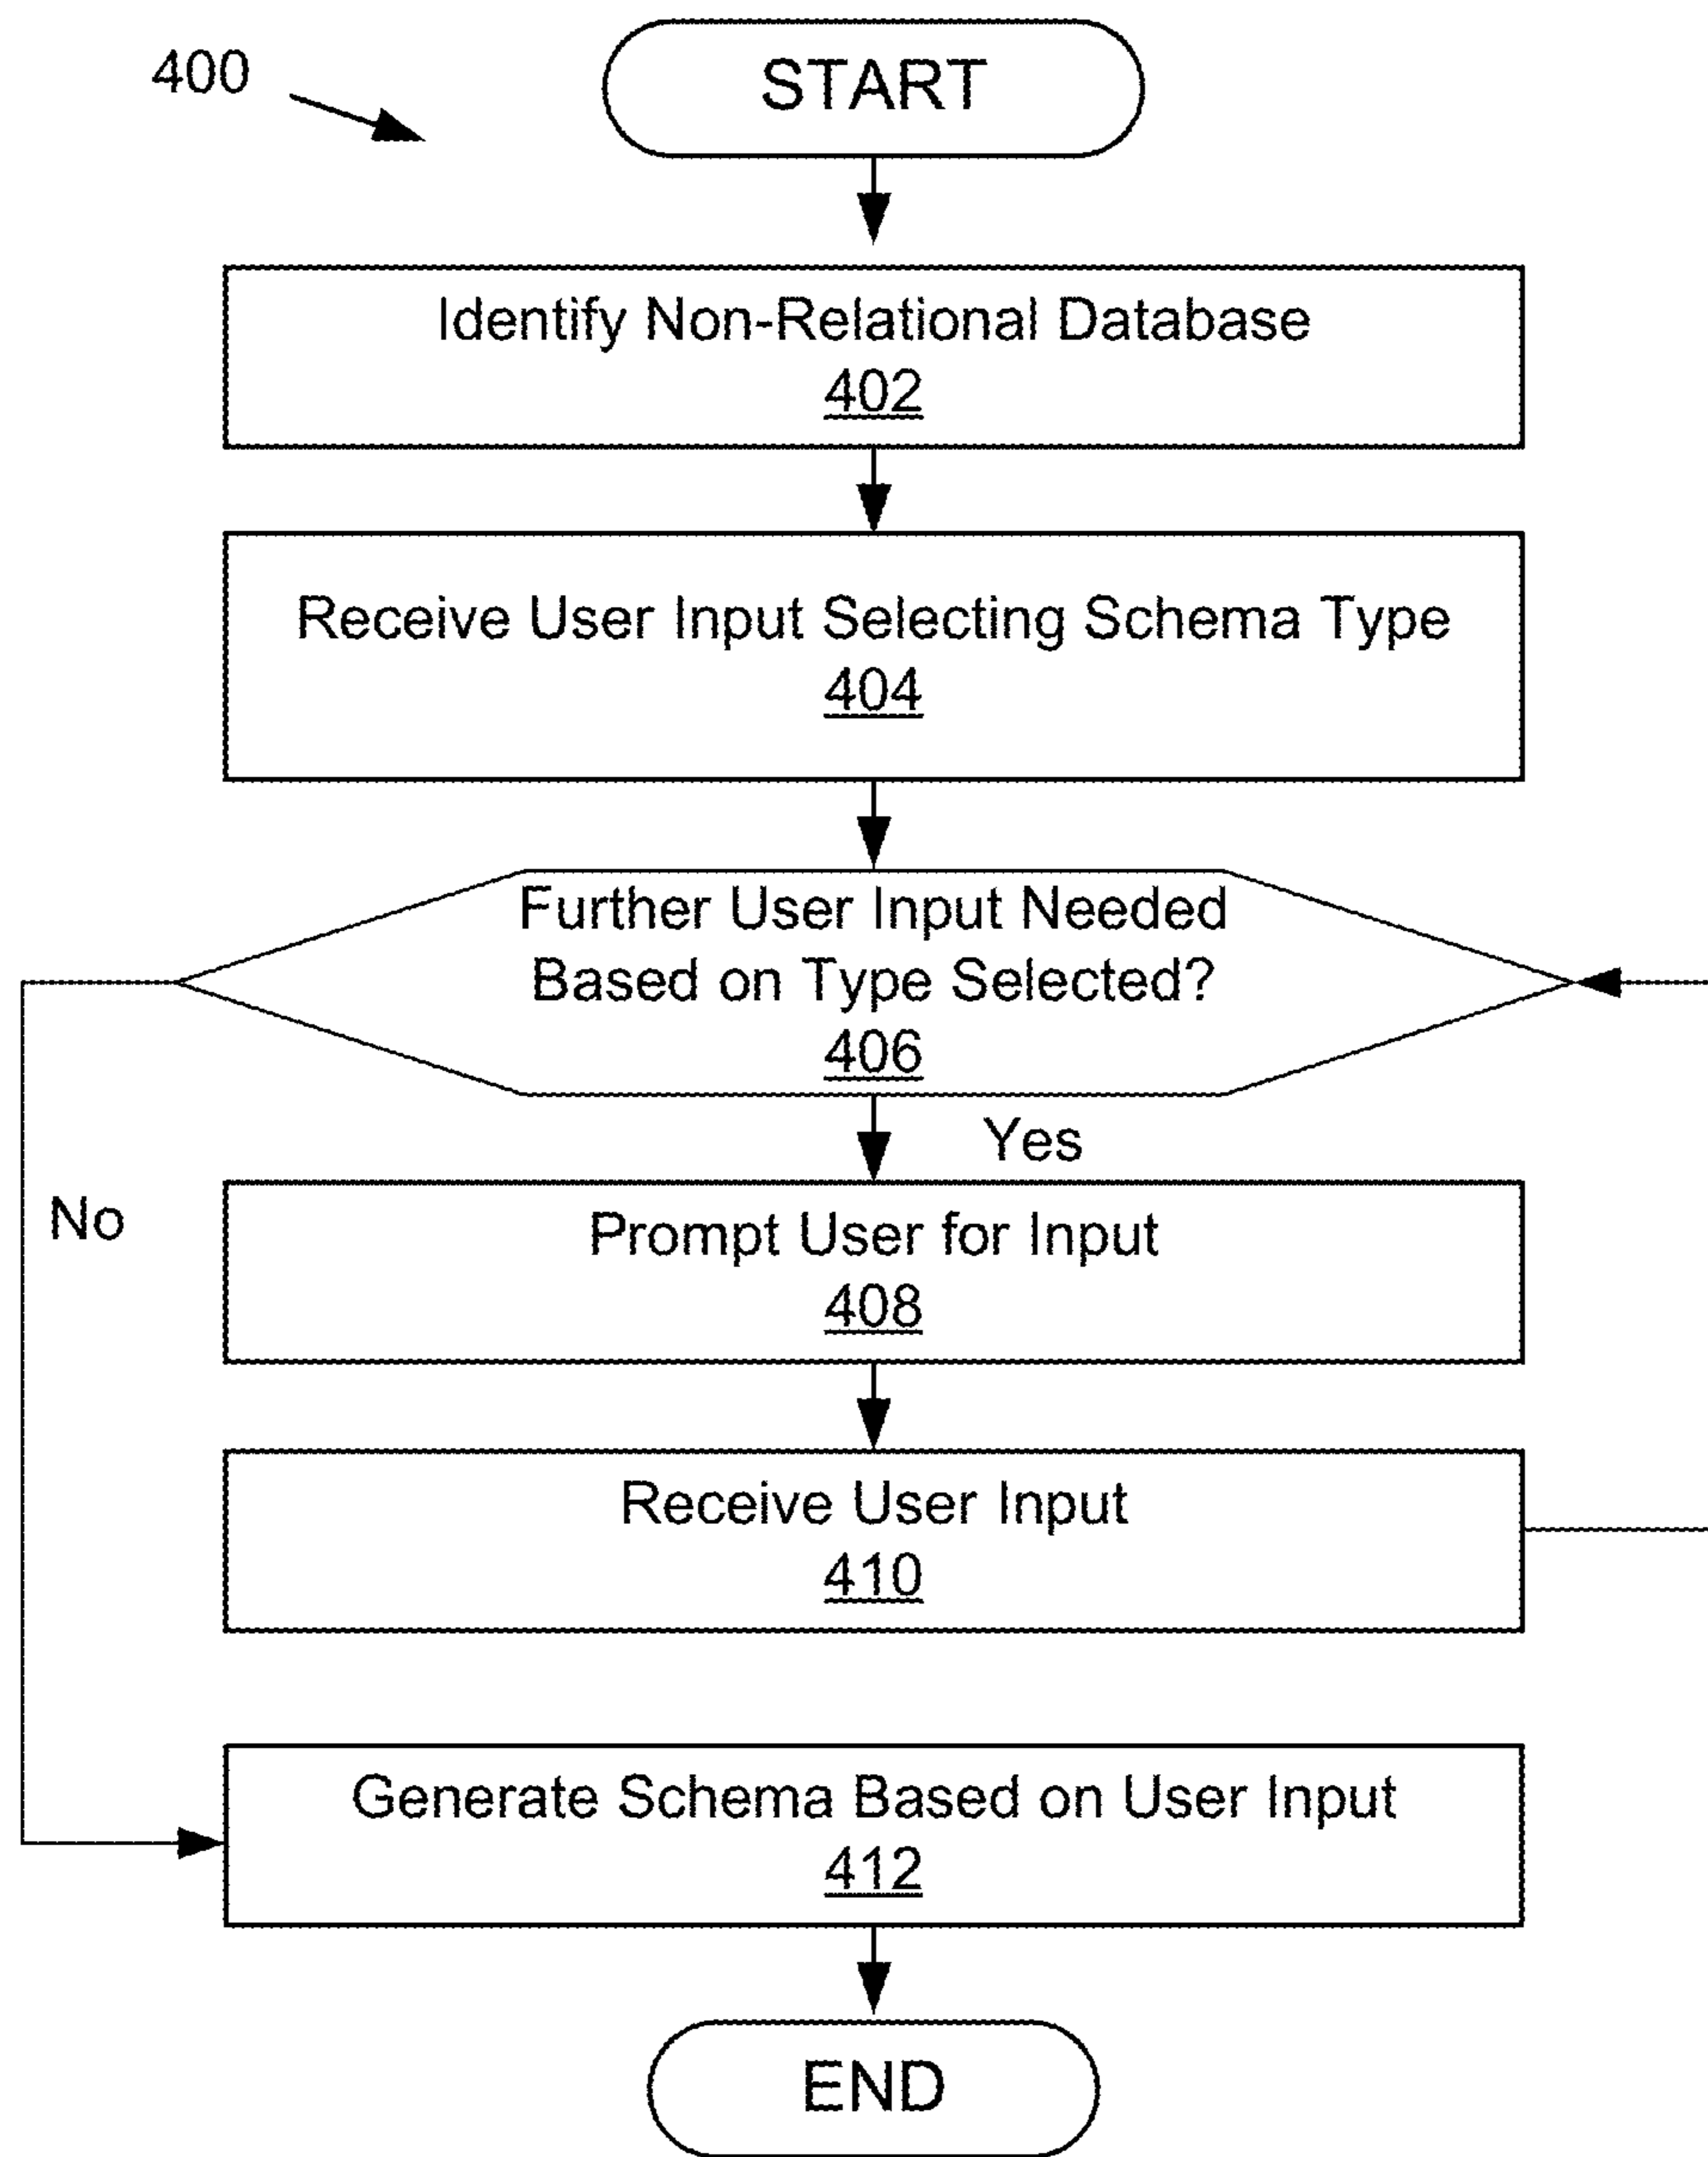 400
START
Identify Non-Relational Database
402
Receive User Input Selecting Schema Type
404
Further User Input Needed
Based on Type Selected?
406
Yes
No
Prompt User for Input
408
Receive User Input
410
Generate Schema Based on User Input
412
END